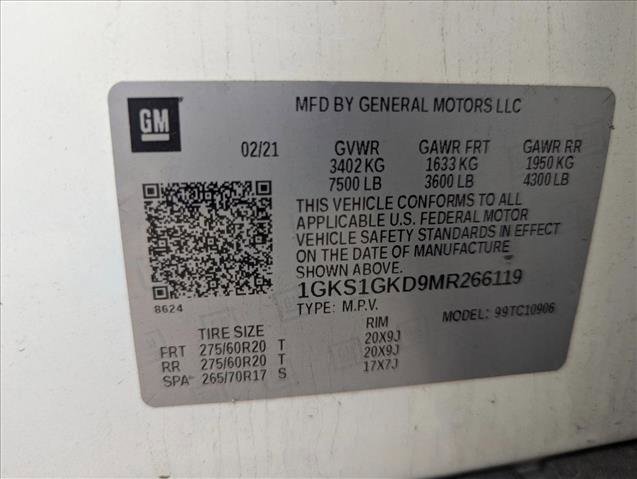 GM
MFD BY GENERAL MOTORS LLC
02/21 GVWR GAWR FRT GAWR RR
3402 KG 1633 KG 1950 KG
7500 LB 3600 LB 4300 LB
THIS VEHICLE CONFORMS TO ALL
APPLICABLE U.S. FEDERAL MOTOR
VEHICLE SAFETY STANDARDS IN EFFECT
ON THE DATE OF MANUFACTURE
SHOWN ABOVE.
1GKS1GKD9MR266119
8624
TYPE: M.P.V. MODEL: 99TC10906
TIRE SIZE RIM
FRT 275/60R20 T 20X9J
RR 275/60R20 T 20X9J
SPA 265/70R17 S 17X7J